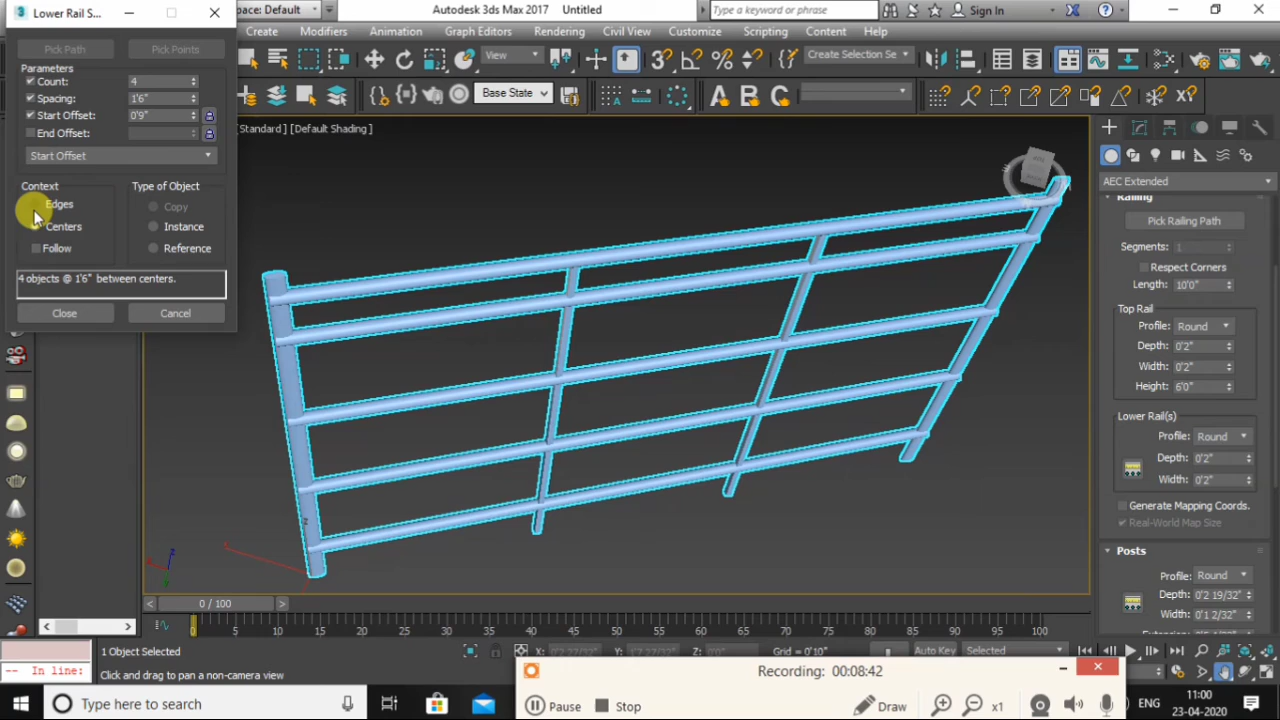 Lower Rail S...
pace: Default
Autodesk 3ds Max 2017
Untitled
Type a keyword or phrase
Sign In
Create
Modifiers
Animation
Graph Editors
Rendering
Civil View
Customize
Scripting
Content
Users
Pick Path
Pick Points
Parameters
Count: 4
Spacing: 1'6"
Start Offset: 0'9"
End Offset:
Start Offset
Context
Type of Object
Edges
Copy
Centers
Instance
Follow
Reference
4 objects @ 1'6" between centers.
Close
Cancel
View
Create Selection Se
Base State
A B C
XY
[Standard] [Default Shading]
AEC Extended
Railing
Pick Railing Path
Segments: 1
Respect Corners
Length: 10'0"
Top Rail
Profile: Round
Depth: 0'2"
Width: 0'2"
Height: 6'0"
Lower Rail(s)
Profile: Round
Depth: 0'2"
Width: 0'2"
Generate Mapping Coords.
Real-World Map Size
Posts
Profile: Round
Depth: 0'2 19/32"
Width: 0'1 2/32"
0 / 100
0 5 10 15 20 25 30 35 40 45 50 55 60 65 70 75 80 85 90 95 100
1 Object Selected
Grid = 0'10"
Auto Key
Selected
-- In line:
Click and drag to pan a non-camera view
Recording: 00:08:42
Pause
Stop
Draw
x1
Type here to search
ENG
11:00
23-04-2020